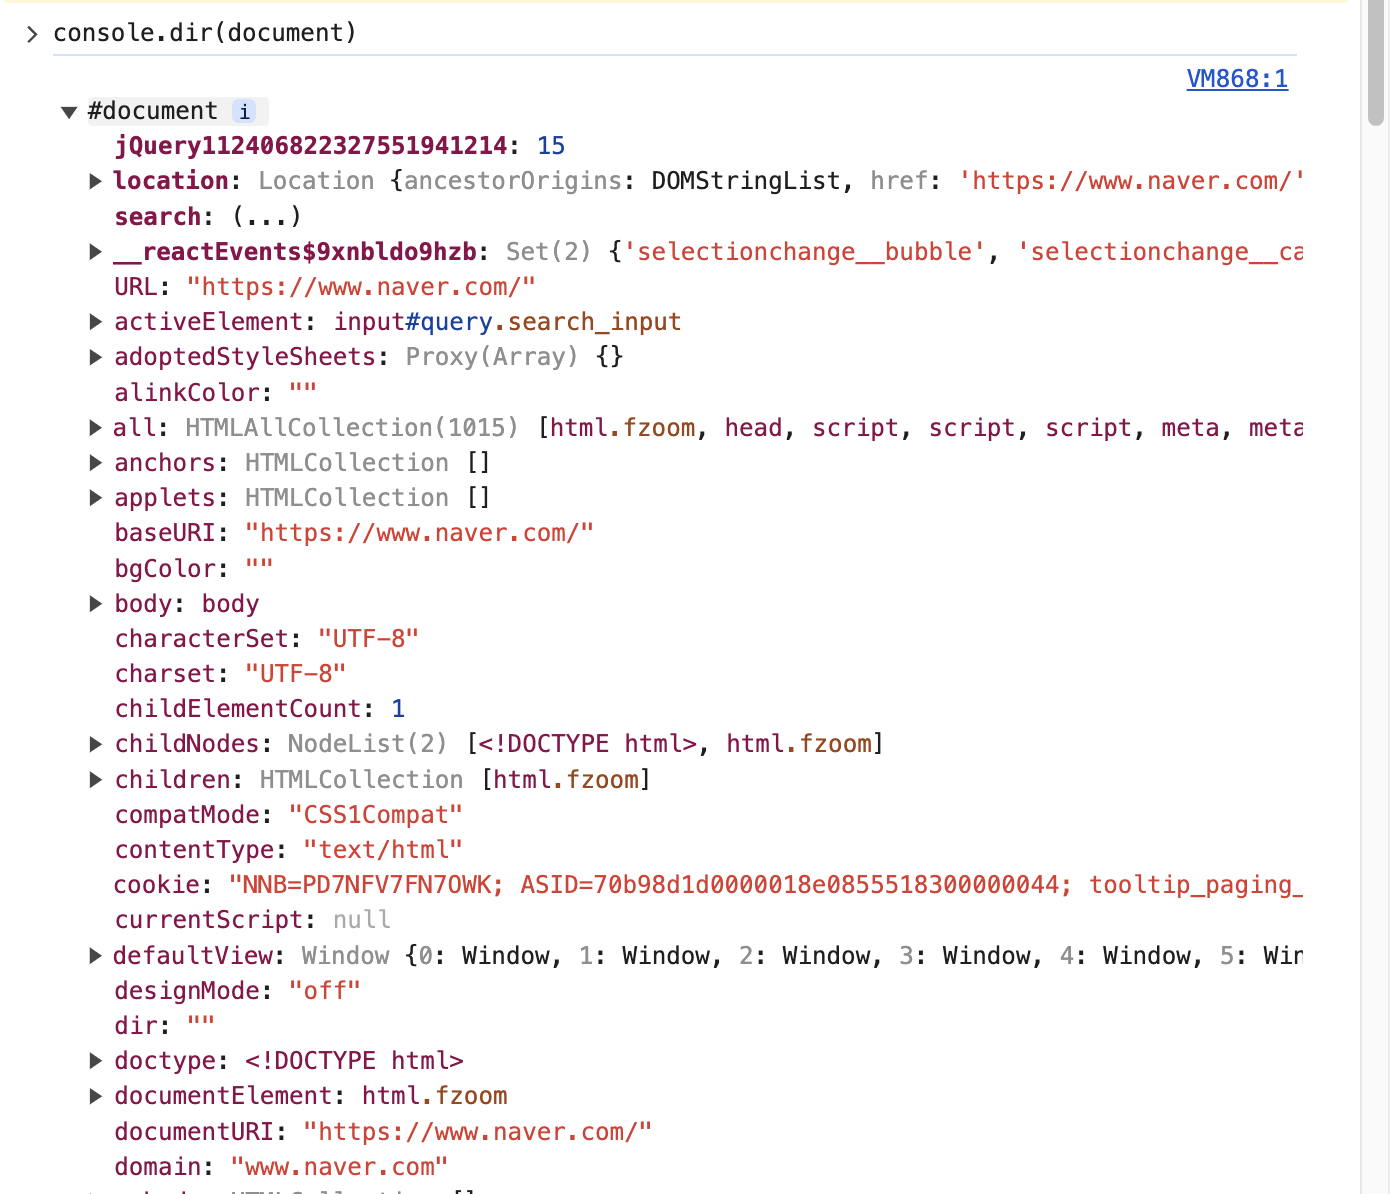 console.dir(document)
VM868:1
#document i
jQuery112406822327551941214: 15
location: Location {ancestorOrigins: DOMStringList, href: 'https://www.naver.com/'
search: (...)
__reactEvents$9xnbldo9hzb: Set(2) {'selectionchange__bubble', 'selectionchange__ca
URL: "https://www.naver.com/"
activeElement: input#query.search_input
adoptedStyleSheets: Proxy(Array) {}
alinkColor: ""
all: HTMLAllCollection(1015) [html.fzoom, head, script, script, script, meta, meta
anchors: HTMLCollection []
applets: HTMLCollection []
baseURI: "https://www.naver.com/"
bgColor: ""
body: body
characterSet: "UTF-8"
charset: "UTF-8"
childElementCount: 1
childNodes: NodeList(2) [<!DOCTYPE html>, html.fzoom]
children: HTMLCollection [html.fzoom]
compatMode: "CSS1Compat"
contentType: "text/html"
cookie: "NNB=PD7NFV7FN7OWK; ASID=70b98d1d0000018e0855518300000044; tooltip_paging_
currentScript: null
defaultView: Window {0: Window, 1: Window, 2: Window, 3: Window, 4: Window, 5: Win
designMode: "off"
dir: ""
doctype: <!DOCTYPE html>
documentElement: html.fzoom
documentURI: "https://www.naver.com/"
domain: "www.naver.com"